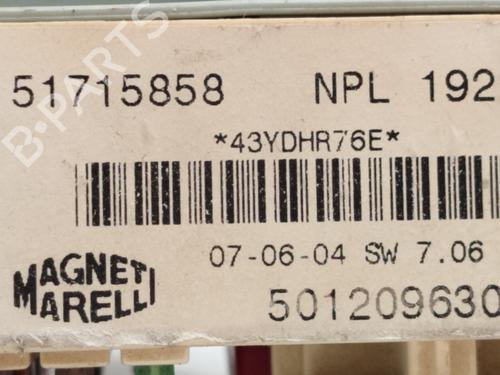 51715858 NPL 192
*43YDHR76E*
07-06-04 SW 7.06
MAGNETI
MARELLI
501209630
B-PARTS